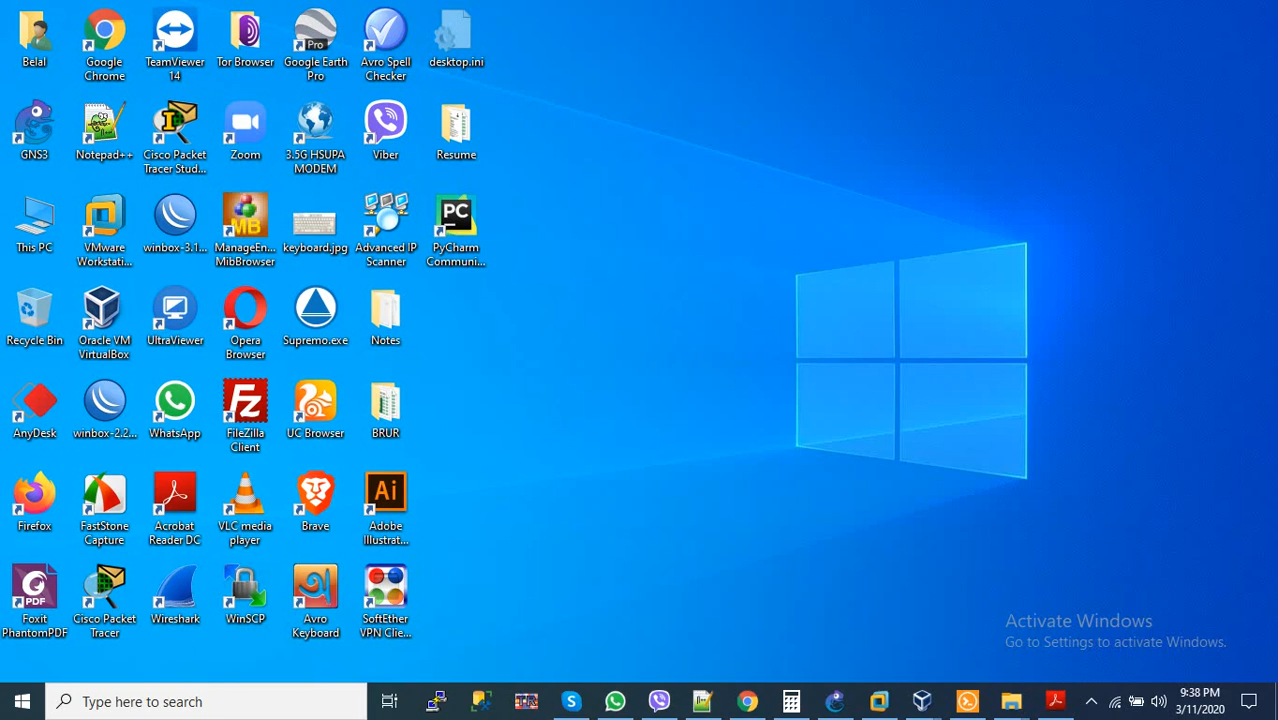 Belal
Google
Chrome
TeamViewer
14
Tor Browser
Pro
Google Earth
Pro
Avro Spell
Checker
desktop.ini
GNS3
Notepad++
Cisco Packet
Tracer Stud...
Zoom
3.5G HSUPA
MODEM
Viber
Resume
This PC
VMware
Workstati...
winbox-3.1...
MB
ManageEn...
MibBrowser
keyboard.jpg
Advanced IP
Scanner
PC
PyCharm
Communi...
Recycle Bin
Oracle VM
VirtualBox
UltraViewer
Opera
Browser
Supremo.exe
Notes
AnyDesk
winbox-2.2...
WhatsApp
Fz
FileZilla
Client
UC Browser
BRUR
Firefox
FastStone
Capture
Acrobat
Reader DC
VLC media
player
Brave
Ai
Adobe
Illustrat...
PDF
Foxit
PhantomPDF
Cisco Packet
Tracer
Wireshark
WinSCP
অ
Avro
Keyboard
SoftEther
VPN Clie...
Activate Windows
Go to Settings to activate Windows.
Type here to search
9:38 PM
3/11/2020